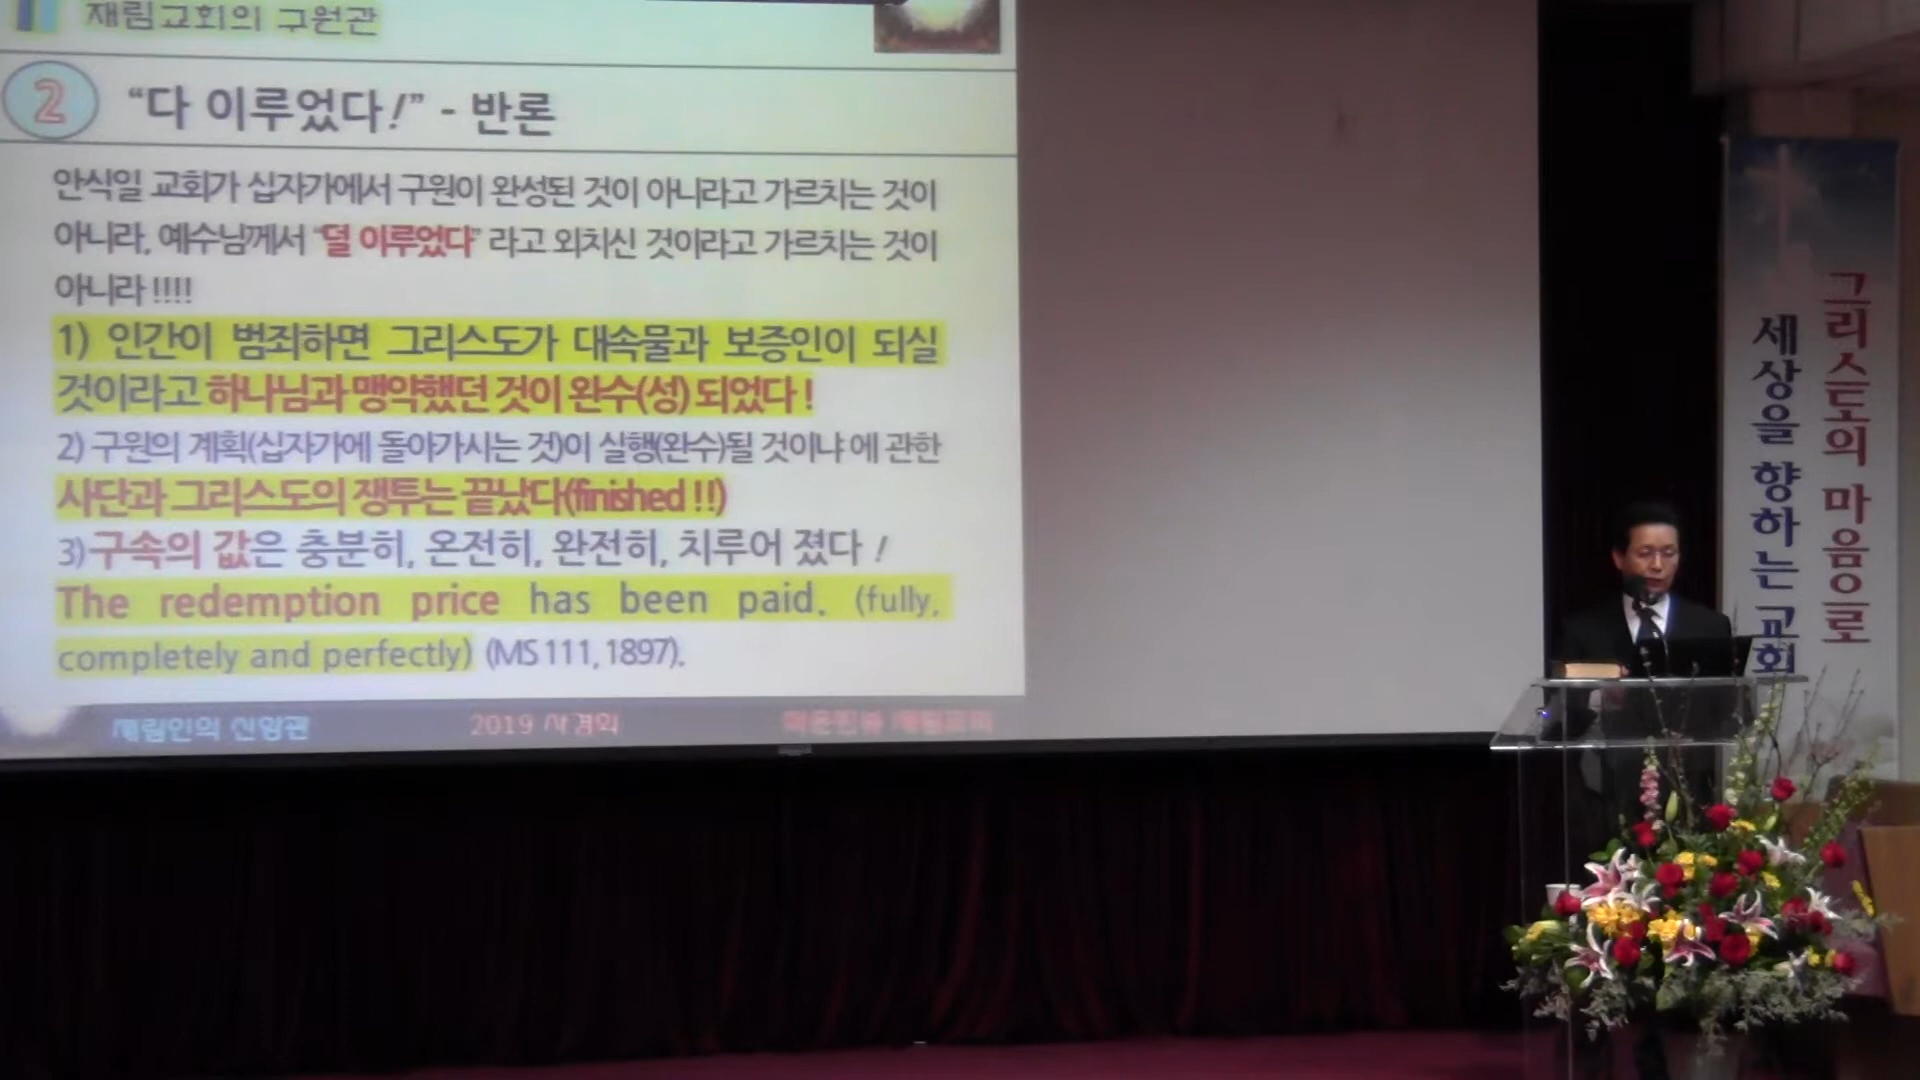 재림교회의 구원관
2 “다 이루었다!” - 반론
안식일 교회가 십자가에서 구원이 완성된 것이 아니라고 가르치는 것이
아니라, 예수님께서 “덜 이루었다” 라고 외치신 것이라고 가르치는 것이
아니라 !!!!
1) 인간이 범죄하면 그리스도가 대속물과 보증인이 되실
것이라고 하나님과 맹약했던 것이 완수(성) 되었다 !
2) 구원의 계획(십자가에 돌아가시는 것)이 실행(완수)될 것이냐 에 관한
사단과 그리스도의 쟁투는 끝났다(finished !!)
3) 구속의 값은 충분히, 온전히, 완전히, 치루어 졌다 !
The redemption price has been paid. (fully,
completely and perfectly) (MS 111, 1897).
재림인의 신앙관 2019 사경회
그리스도의 마음으로
세상을 향하는 교회